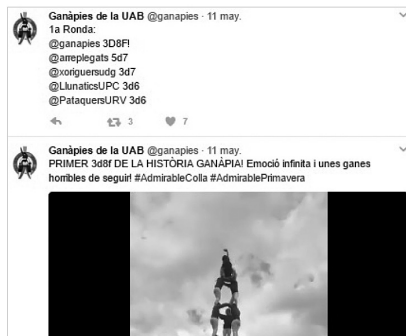 Ganàpies de la UAB @ganapies · 11 may.
1a Ronda:
@ganapies 3D8F!
@arreplegats 5d7
@xoriguersudg 3d7
@LlunaticsUPC 3d6
@PataquersURV 3d6
3 7
Ganàpies de la UAB @ganapies · 11 may.
PRIMER 3d8f DE LA HISTÒRIA GANÀPIA! Emoció infinita i unes ganes
horribles de seguir! #AdmirableColla #AdmirablePrimavera